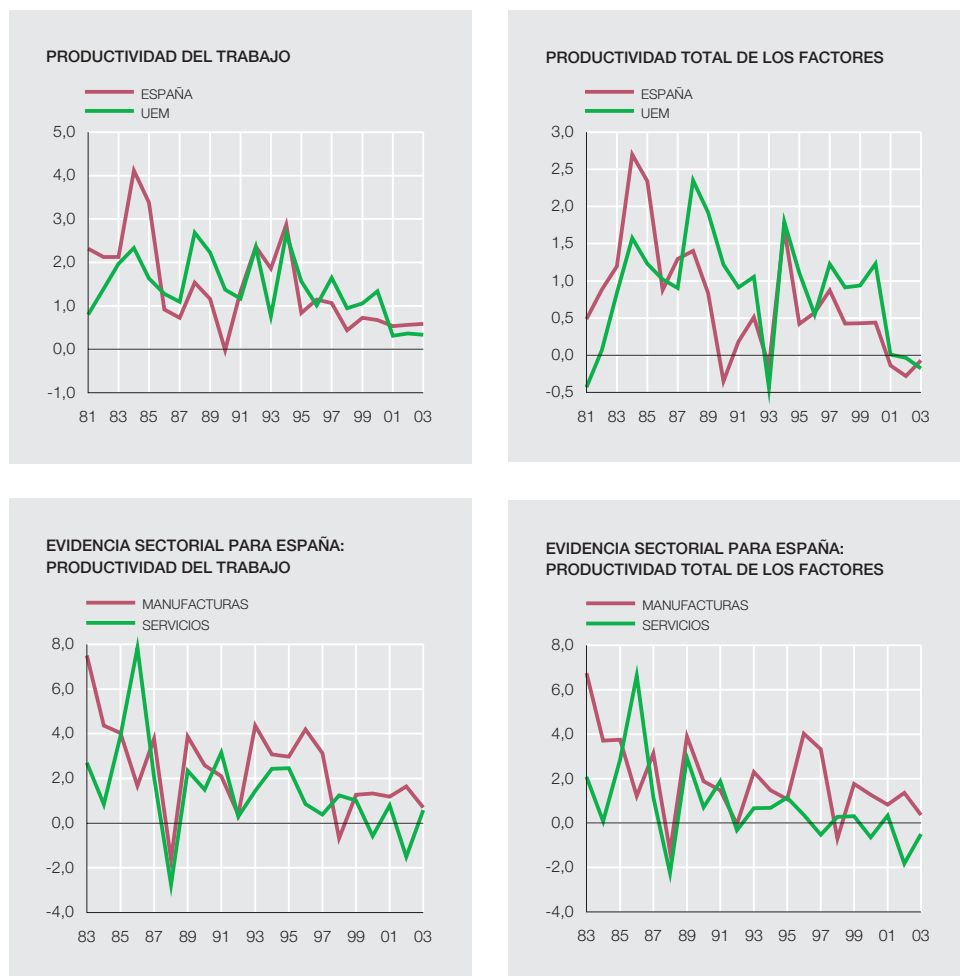 PRODUCTIVIDAD DEL TRABAJO
ESPAÑA
UEM
5,0
4,0
3,0
2,0
1,0
0,0
-1,0
81 83 85 87 89 91 93 95 97 99 01 03
PRODUCTIVIDAD TOTAL DE LOS FACTORES
ESPAÑA
UEM
3,0
2,5
2,0
1,5
1,0
0,5
0,0
-0,5
81 83 85 87 89 91 93 95 97 99 01 03
EVIDENCIA SECTORIAL PARA ESPAÑA:
PRODUCTIVIDAD DEL TRABAJO
MANUFACTURAS
SERVICIOS
8,0
6,0
4,0
2,0
0,0
-2,0
-4,0
83 85 87 89 91 93 95 97 99 01 03
EVIDENCIA SECTORIAL PARA ESPAÑA:
PRODUCTIVIDAD TOTAL DE LOS FACTORES
MANUFACTURAS
SERVICIOS
8,0
6,0
4,0
2,0
0,0
-2,0
-4,0
83 85 87 89 91 93 95 97 99 01 03